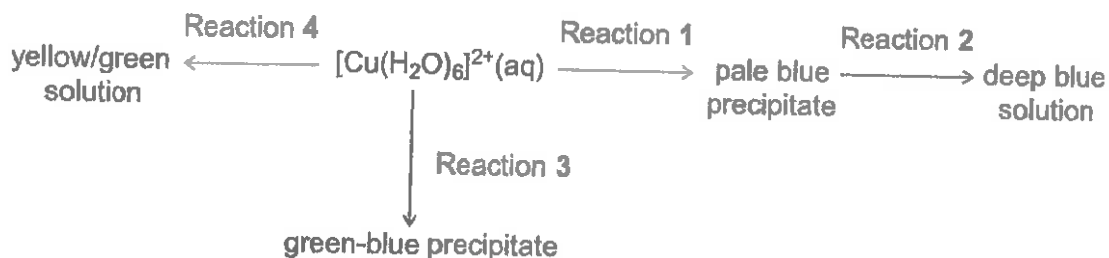 Reaction 4
Reaction 1
Reaction 2
yellow/green
solution
[Cu(H₂O)₆]²⁺(aq)
pale blue
precipitate
deep blue
solution
Reaction 3
green-blue precipitate